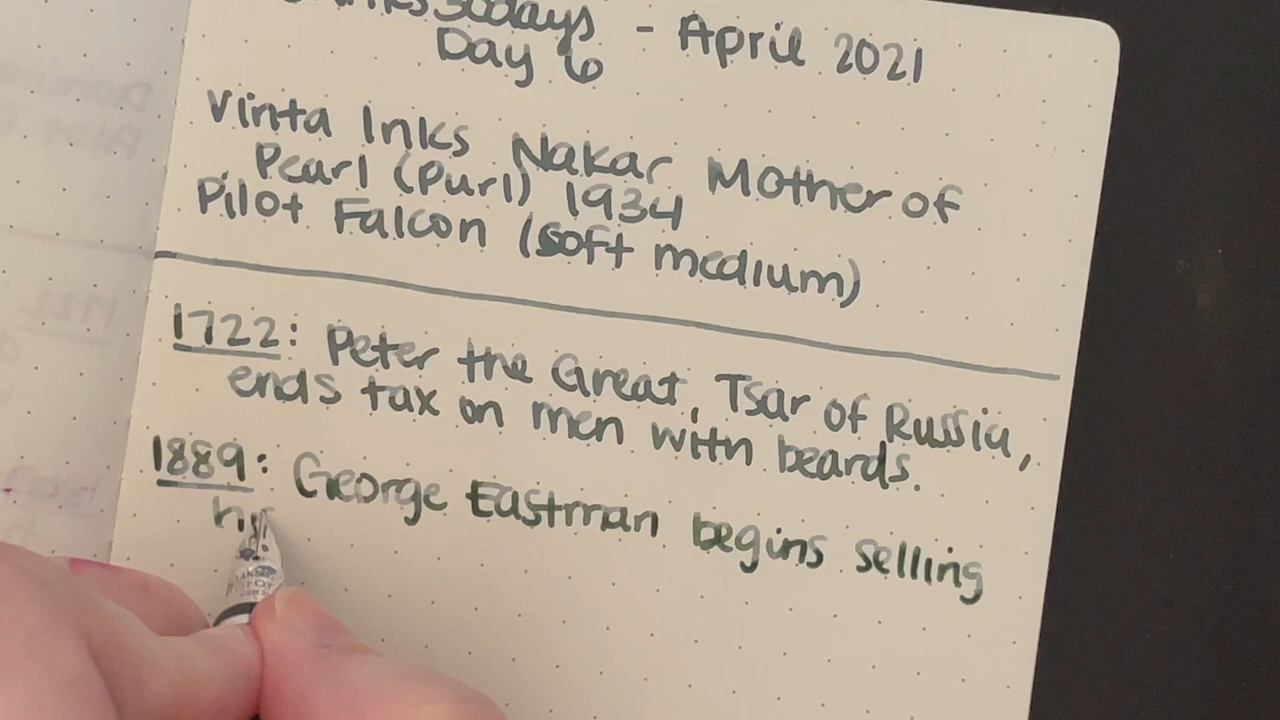 - April 2021
Day 6
Vinta Inks Nakar Mother of
Pearl (Purl) 1934
Pilot Falcon (soft medium)
1722: Peter the Great, Tsar of Russia,
ends tax on men with beards.
1889: George Eastman begins selling